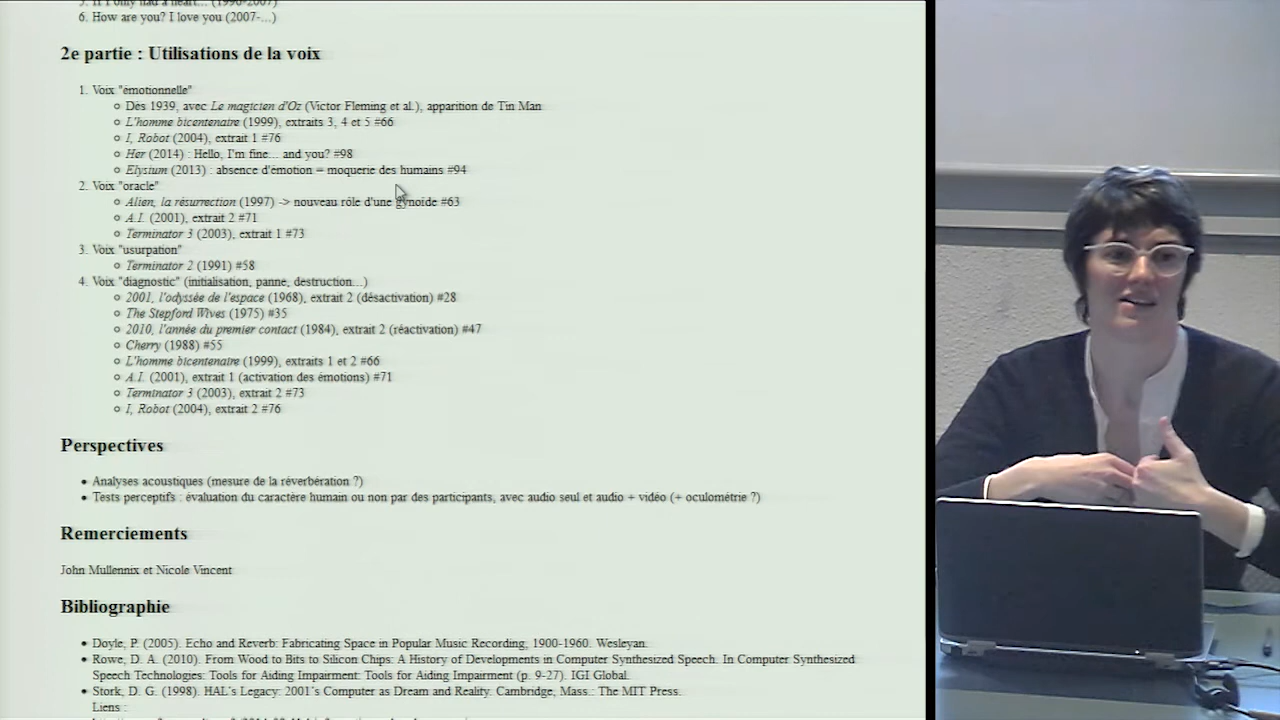 5. If I only had a heart... (1990-2007)
6. How are you? I love you (2007-...)
2e partie : Utilisations de la voix
1. Voix "émotionnelle"
Dès 1939, avec Le magicien d'Oz (Victor Fleming et al.), apparition de Tin Man
L'homme bicentenaire (1999), extraits 3, 4 et 5 #66
I, Robot (2004), extrait 1 #76
Her (2014) : Hello, I'm fine... and you? #98
Elysium (2013) : absence d'émotion = moquerie des humains #94
2. Voix "oracle"
Alien, la résurrection (1997) -> nouveau rôle d'une gynoïde #63
A.I. (2001), extrait 2 #71
Terminator 3 (2003), extrait 1 #73
3. Voix "usurpation"
Terminator 2 (1991) #58
4. Voix "diagnostic" (initialisation, panne, destruction...)
2001, l'odyssée de l'espace (1968), extrait 2 (désactivation) #28
The Stepford Wives (1975) #35
2010, l'année du premier contact (1984), extrait 2 (réactivation) #47
Cherry (1988) #55
L'homme bicentenaire (1999), extraits 1 et 2 #66
A.I. (2001), extrait 1 (activation des émotions) #71
Terminator 3 (2003), extrait 2 #73
I, Robot (2004), extrait 2 #76
Perspectives
Analyses acoustiques (mesure de la réverbération ?)
Tests perceptifs : évaluation du caractère humain ou non par des participants, avec audio seul et audio + vidéo (+ oculométrie ?)
Remerciements
John Mullennix et Nicole Vincent
Bibliographie
Doyle, P. (2005). Echo and Reverb: Fabricating Space in Popular Music Recording, 1900-1960. Wesleyan.
Rowe, D. A. (2010). From Wood to Bits to Silicon Chips: A History of Developments in Computer Synthesized Speech. In Computer Synthesized
Speech Technologies: Tools for Aiding Impairment: Tools for Aiding Impairment (p. 9-27). IGI Global.
Stork, D. G. (1998). HAL's Legacy: 2001's Computer as Dream and Reality. Cambridge, Mass.: The MIT Press.
Liens :